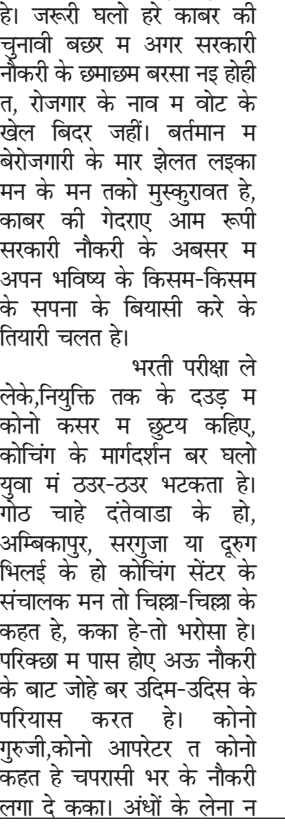 हे। जरूरी घलो हरे काबर की
चुनावी बछर म अगर सरकारी
नौकरी के छमाछम बरसा नइ होही
त, रोजगार के नाव म वोट के
खेल बिदर जहीं। बर्तमान म
बेरोजगारी के मार झेलत लइका
मन के मन तको मुस्कुरावत हे,
काबर की गेदराए आम रूपी
सरकारी नौकरी के अबसर म
अपन भविष्य के किसम-किसम
के सपना के बियासी करे के
तियारी चलत हे।
भरती परीक्षा ले
लेके,नियुक्ति तक के दउड़ म
कोनो कसर म छुटय कहिए,
कोचिंग के मार्गदर्शन बर घलो
युवा मं ठउर-ठउर भटकता हे।
गोठ चाहे दंतेवाडा के हो,
अम्बिकापुर, सरगुजा या दूरुग
भिलई के हो कोचिंग सेंटर के
संचालक मन तो चिल्ला-चिल्ला के
कहत हे, कका हे-तो भरोसा हे।
परिक्छा म पास होए अऊ नौकरी
के बाट जोहे बर उदिम-उदिस के
परियास करत हे। कोनो
गुरुजी,कोनो आपरेटर त कोनो
कहत हे चपरासी भर के नौकरी
लगा दे कका। अंधों के लेना न